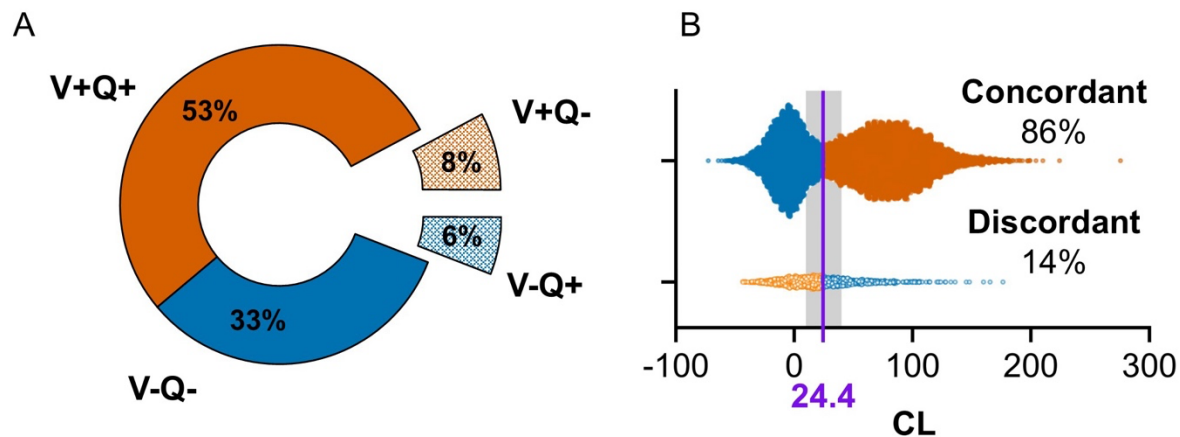 A
V+Q+
53%
V+Q-
8%
6%
V-Q+
33%
V-Q-
B
Concordant
86%
Discordant
14%
-100
0
100
200
300
24.4
CL